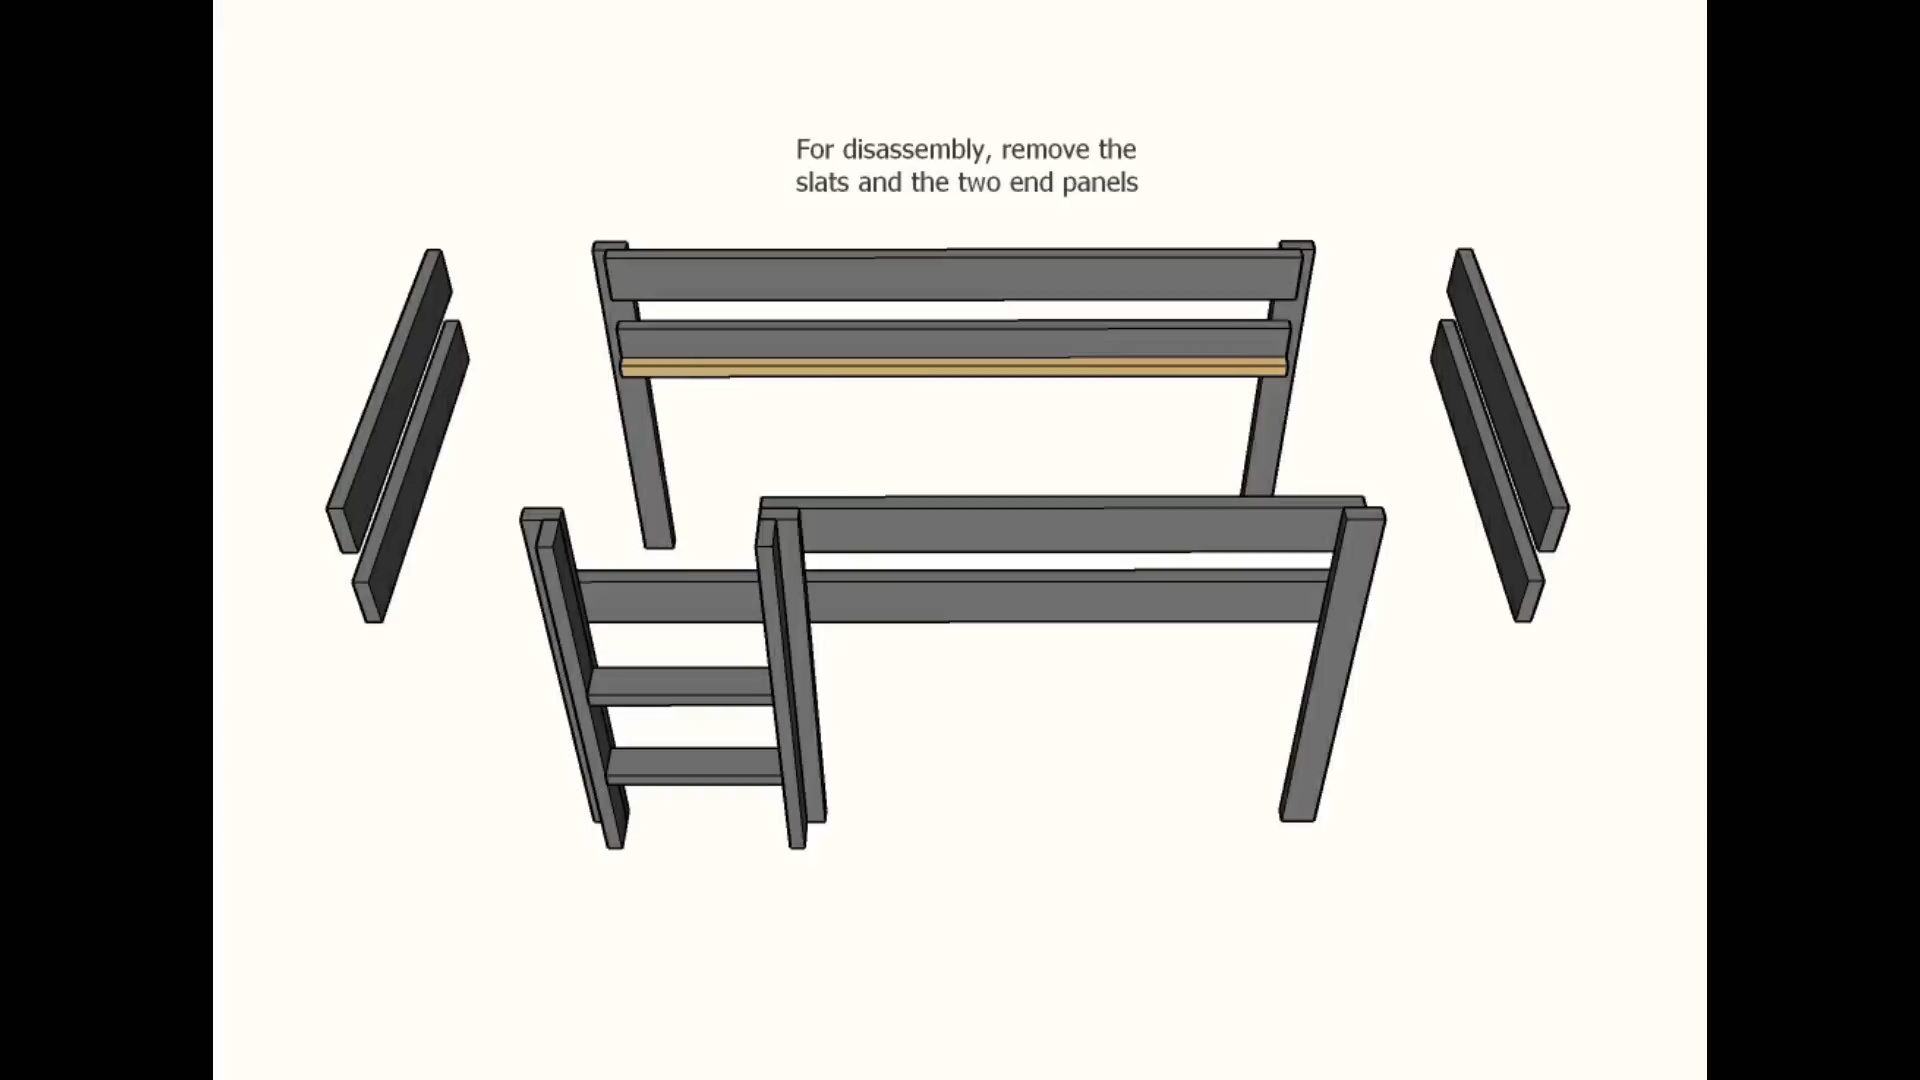 For disassembly, remove the
slats and the two end panels